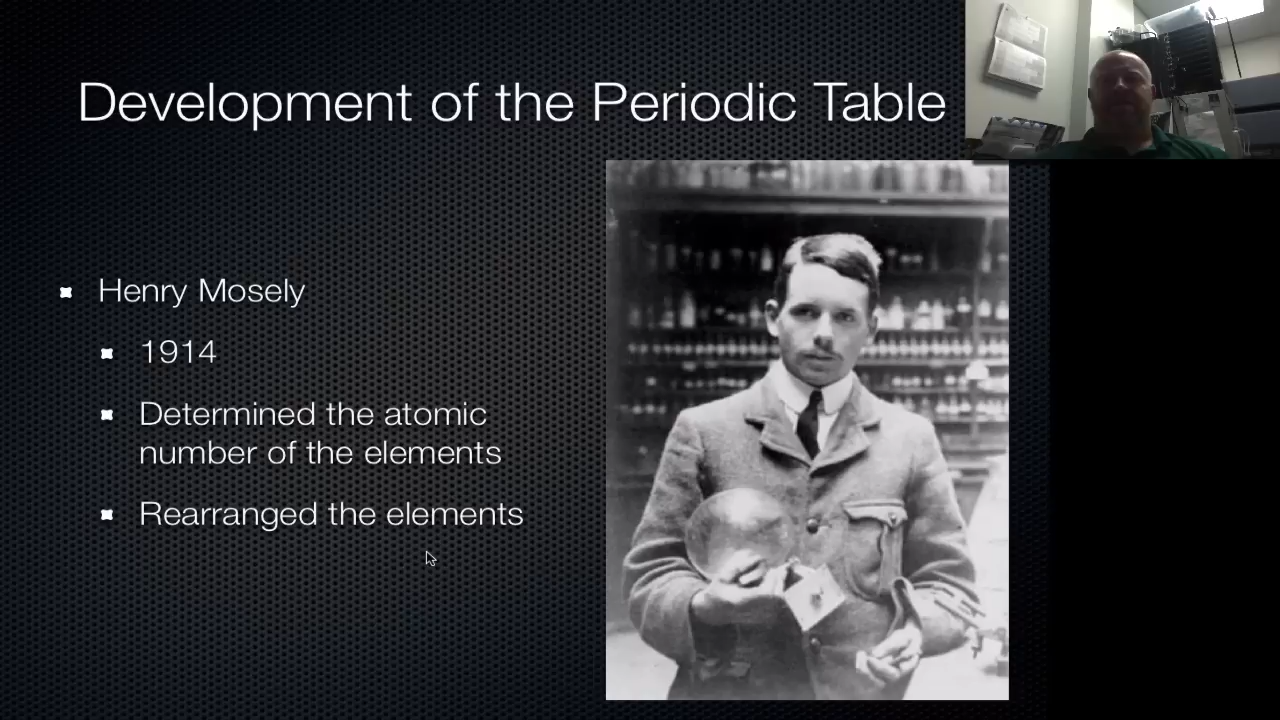 Development of the Periodic Table
Henry Mosely
1914
Determined the atomic
number of the elements
Rearranged the elements